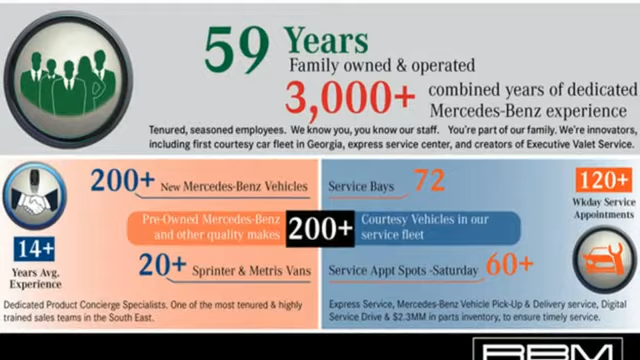 59 Years
Family owned & operated
3,000+ combined years of dedicated
Mercedes-Benz experience
Tenured, seasoned employees. We know you, you know our staff. You're part of our family. We're innovators,
including first courtesy car fleet in Georgia, express service center, and creators of Executive Valet Service.
200+ New Mercedes-Benz Vehicles
Pre-Owned Mercedes-Benz
and other quality makes
200+
20+ Sprinter & Metris Vans
14+
Years Avg.
Experience
Dedicated Product Concierge Specialists. One of the most tenured & highly
trained sales teams in the South East.
Service Bays 72
Courtesy Vehicles in our
service fleet
Service Appt Spots -Saturday 60+
120+
Wkday Service
Appointments
Express Service, Mercedes-Benz Vehicle Pick-Up & Delivery service, Digital
Service Drive & $2.3MM in parts inventory, to ensure timely service.
RBM